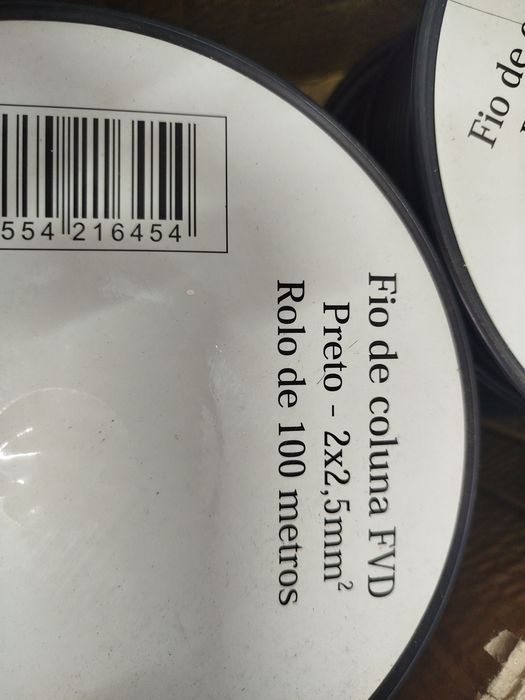 Fio de coluna FVD
Preto - 2x2,5mm²
Rolo de 100 metros
554 216454
Fio de